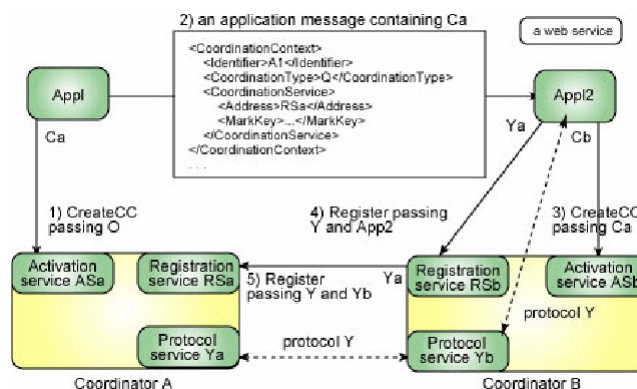 2) an application message containing Ca
a web service
<CoordinationContext>
<Identifier>A1</Identifier>
<CoordinationType>Q</CoordinationType>
<CoordinationService>
<Address>RSa</Address>
<MarkKey>...</MarkKey>
</CoordinationService>
</CoordinationContext>
. . .
Appl
Appl2
Ca
Ya
Cb
1) CreateCC
passing O
4) Register passing
Y and App2
3) CreateCC
passing Ca
Activation
service ASa
Registration
service RSa
5) Register
passing Y and Yb
Ya
Registration
service RSb
Activation
service ASb
protocol Y
Protocol
service Ya
protocol Y
Protocol
service Yb
Coordinator A
Coordinator B